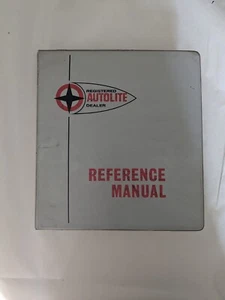 REGISTERED
AUTOLITE
DEALER
REFERENCE
MANUAL